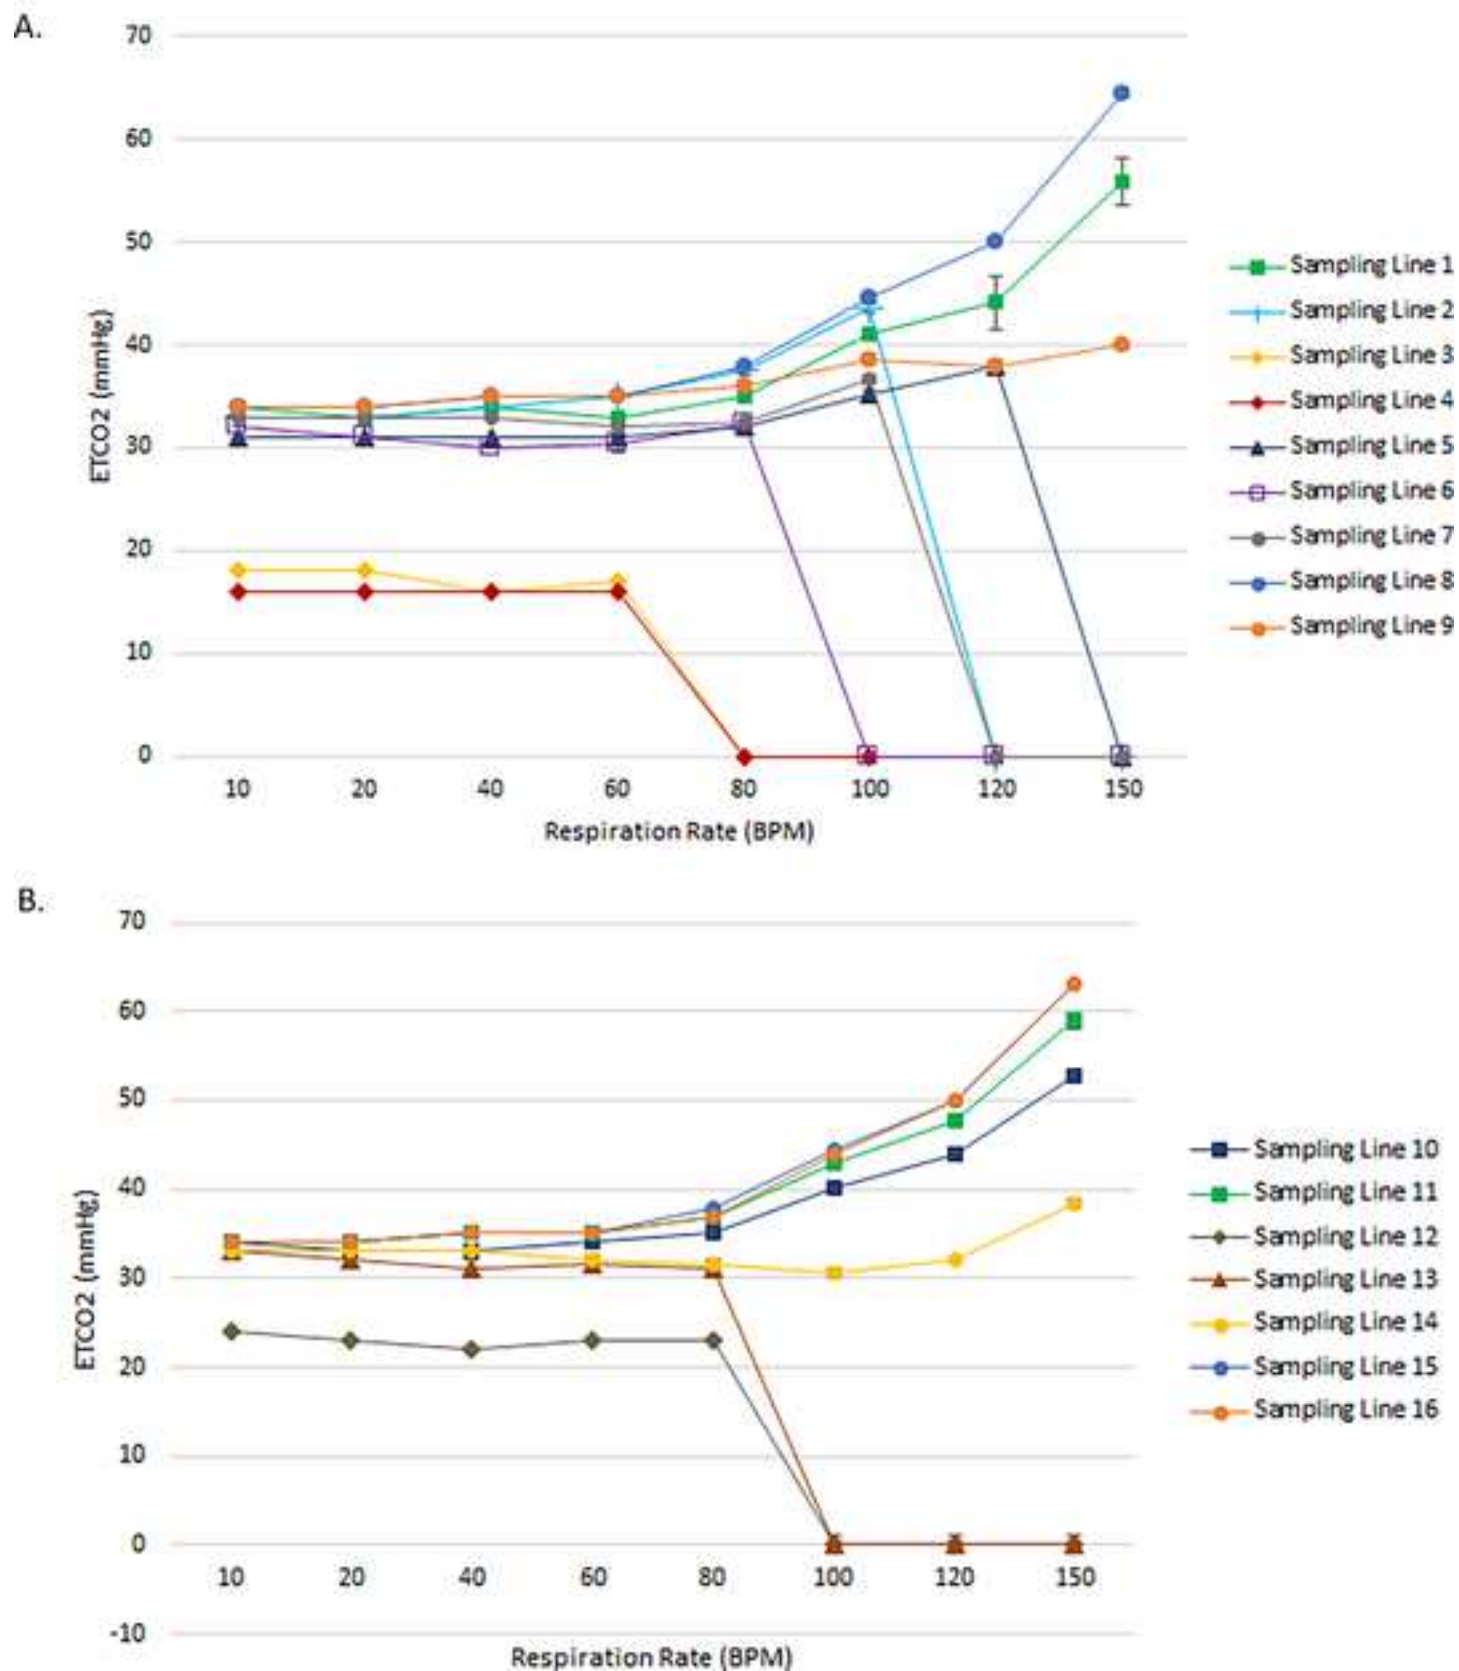 A.
70
60
50
40
30
20
10
0
ETCO2 (mmHg)
10 20 40 60 80 100 120 150
Respiration Rate (BPM)
Sampling Line 1
Sampling Line 2
Sampling Line 3
Sampling Line 4
Sampling Line 5
Sampling Line 6
Sampling Line 7
Sampling Line 8
Sampling Line 9
B.
70
60
50
40
30
20
10
0
-10
ETCO2 (mmHg)
10 20 40 60 80 100 120 150
Respiration Rate (BPM)
Sampling Line 10
Sampling Line 11
Sampling Line 12
Sampling Line 13
Sampling Line 14
Sampling Line 15
Sampling Line 16